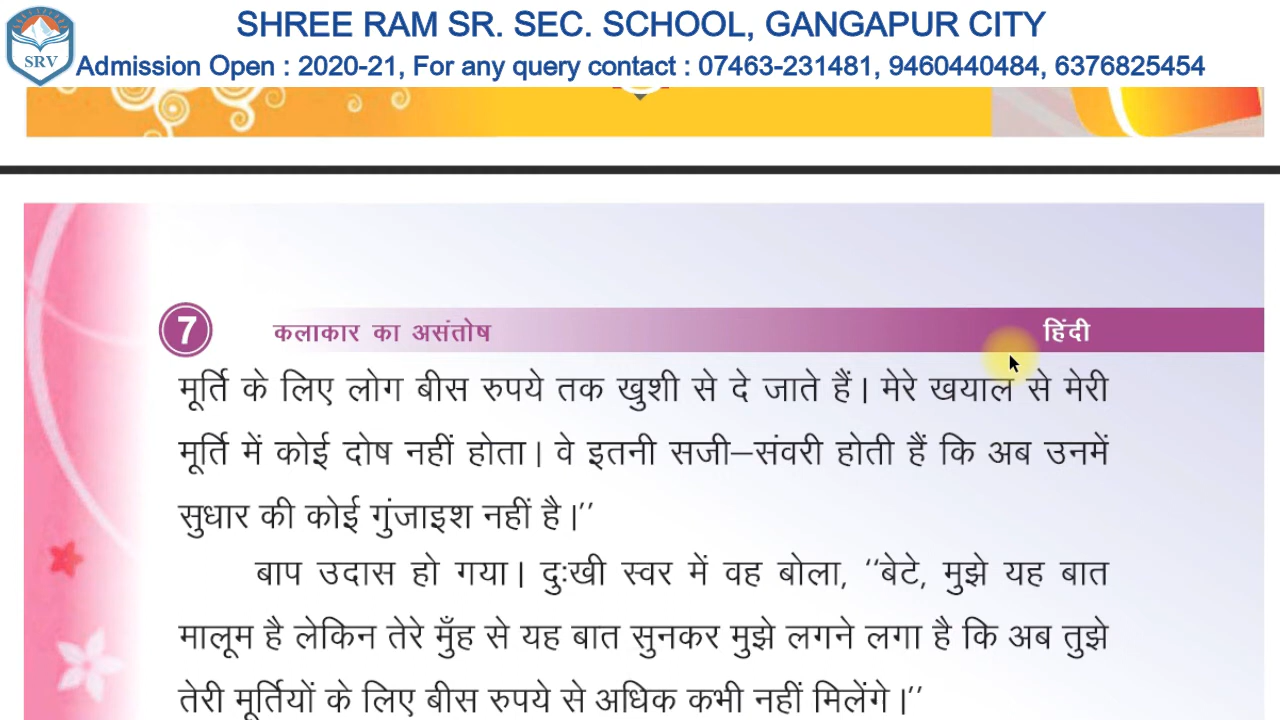 SHREE RAM SR. SEC. SCHOOL, GANGAPUR CITY
SRV
Admission Open : 2020-21, For any query contact : 07463-231481, 9460440484, 6376825454
7 कलाकार का असंतोष हिंदी
मूर्ति के लिए लोग बीस रुपये तक खुशी से दे जाते हैं। मेरे खयाल से मेरी
मूर्ति में कोई दोष नहीं होता। वे इतनी सजी–संवरी होती हैं कि अब उनमें
सुधार की कोई गुंजाइश नहीं है।’’
बाप उदास हो गया। दुःखी स्वर में वह बोला, ‘‘बेटे, मुझे यह बात
मालूम है लेकिन तेरे मुँह से यह बात सुनकर मुझे लगने लगा है कि अब तुझे
तेरी मूर्तियों के लिए बीस रुपये से अधिक कभी नहीं मिलेंगे।’’